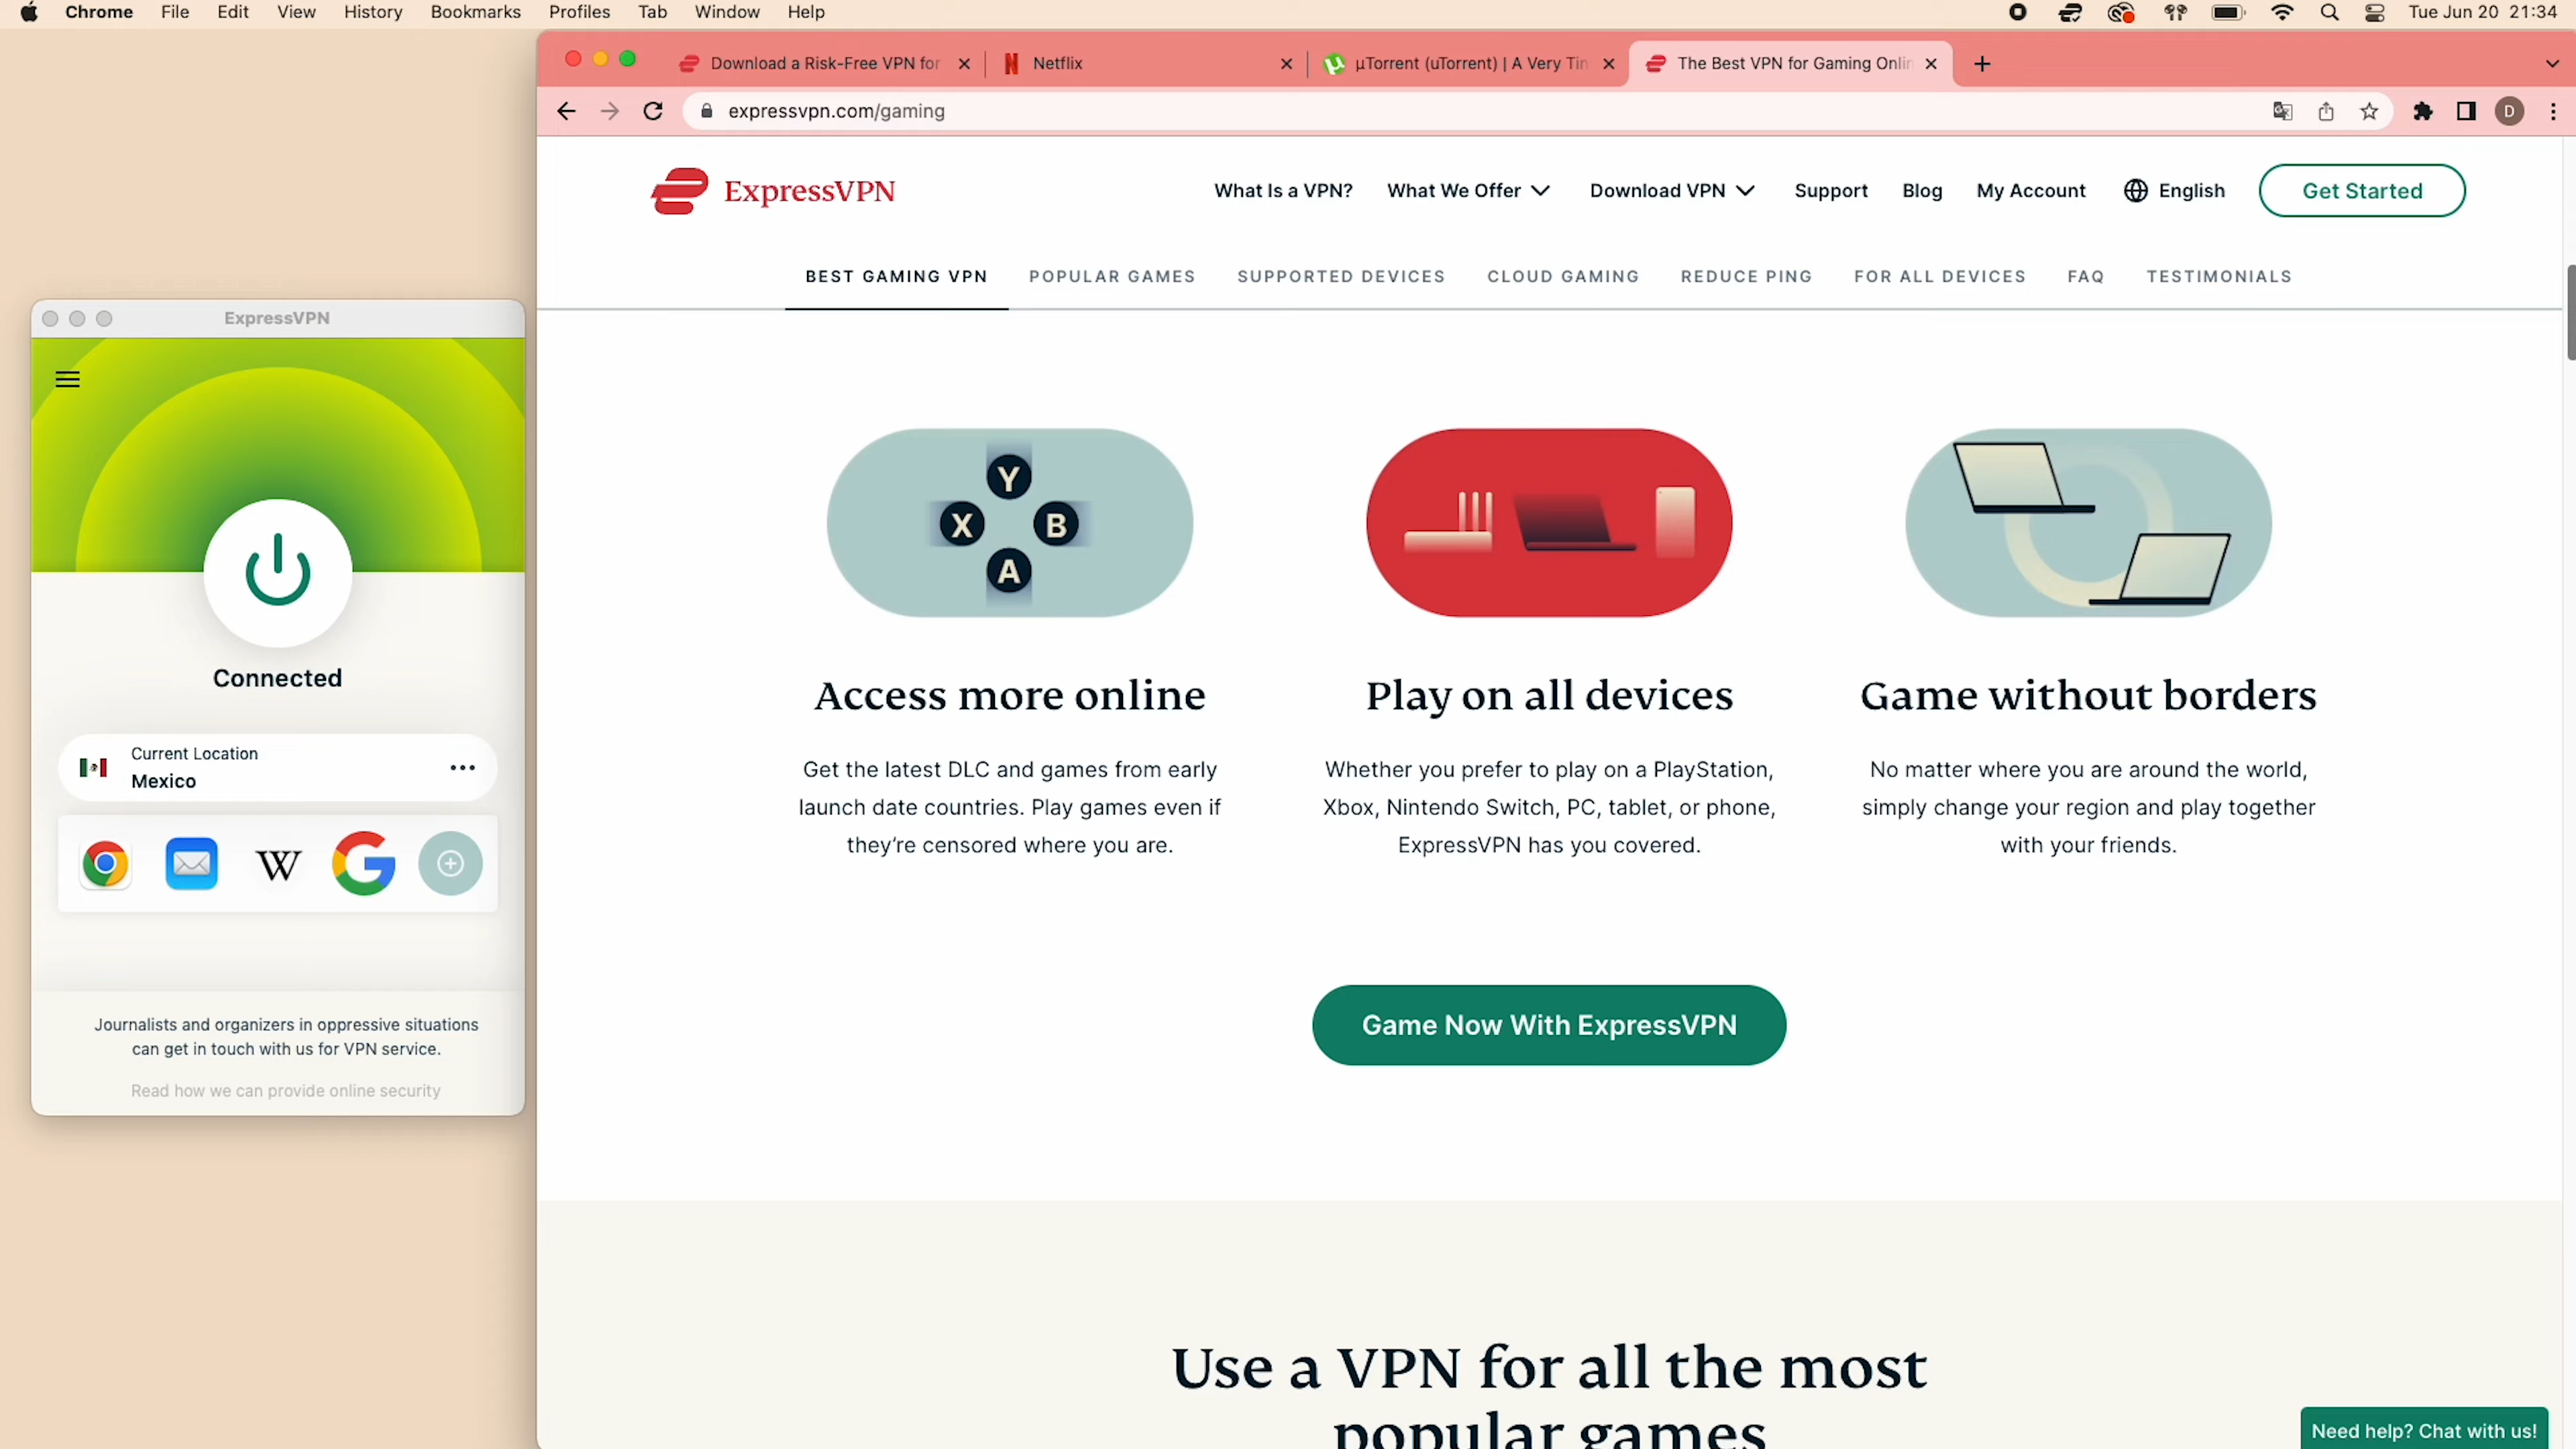 Chrome File Edit View History Bookmarks Profiles Tab Window Help Tue Jun 20 21:34
Download a Risk-Free VPN for Netflix µTorrent (uTorrent) | A Very Tin The Best VPN for Gaming Onlin
expressvpn.com/gaming D
ExpressVPN What Is a VPN? What We Offer Download VPN Support Blog My Account English Get Started
BEST GAMING VPN POPULAR GAMES SUPPORTED DEVICES CLOUD GAMING REDUCE PING FOR ALL DEVICES FAQ TESTIMONIALS
ExpressVPN
Connected
Current Location
Mexico
W G
Journalists and organizers in oppressive situations
can get in touch with us for VPN service.
Read how we can provide online security
Y
X B
A
Access more online
Get the latest DLC and games from early
launch date countries. Play games even if
they're censored where you are.
Play on all devices
Whether you prefer to play on a PlayStation,
Xbox, Nintendo Switch, PC, tablet, or phone,
ExpressVPN has you covered.
Game without borders
No matter where you are around the world,
simply change your region and play together
with your friends.
Game Now With ExpressVPN
Use a VPN for all the most
popular games
Need help? Chat with us!